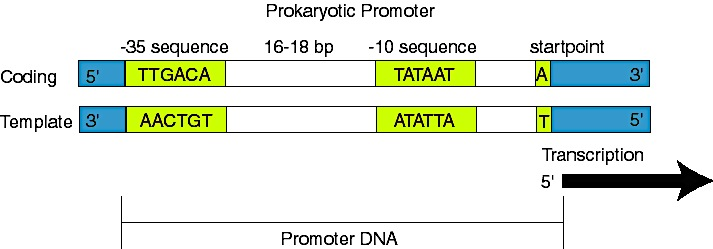 Prokaryotic Promoter
-35 sequence 16-18 bp -10 sequence startpoint
Coding 5' TTGACA TATAAT A 3'
Template 3' AACTGT ATATTA T 5'
Transcription
5'
Promoter DNA